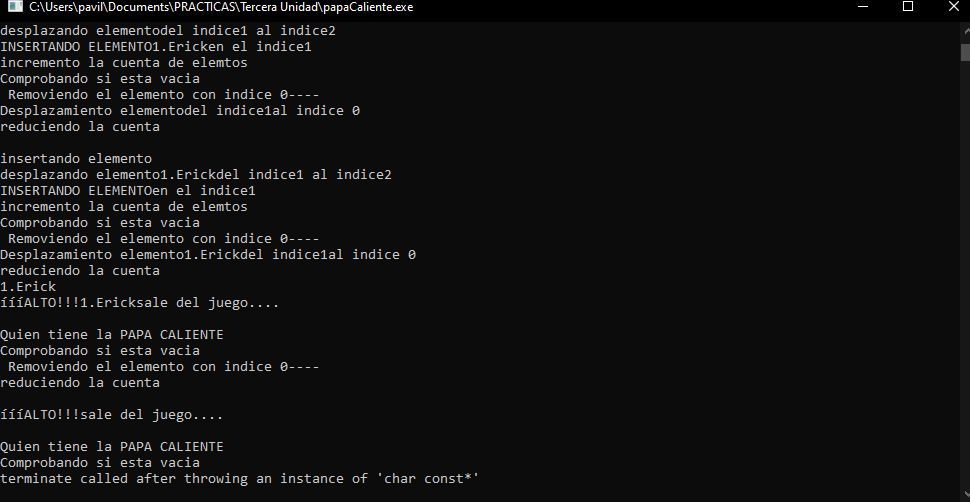 C:\Users\pavil\Documents\PRACTICAS\Tercera Unidad\papaCaliente.exe
desplazando elementodel indice1 al indice2
INSERTANDO ELEMENTO1.Ericken el indice1
incremento la cuenta de elemtos
Comprobando si esta vacia
Removiendo el elemento con indice 0----
Desplazamiento elementodel indice1al indice 0
reduciendo la cuenta
insertando elemento
desplazando elemento1.Erickdel indice1 al indice2
INSERTANDO ELEMENTOen el indice1
incremento la cuenta de elemtos
Comprobando si esta vacia
Removiendo el elemento con indice 0----
Desplazamiento elemento1.Erickdel indice1al indice 0
reduciendo la cuenta
1.Erick
íííALTO!!!1.Ericksale del juego....
Quien tiene la PAPA CALIENTE
Comprobando si esta vacia
Removiendo el elemento con indice 0----
reduciendo la cuenta
íííALTO!!!sale del juego....
Quien tiene la PAPA CALIENTE
Comprobando si esta vacia
terminate called after throwing an instance of 'char const*'